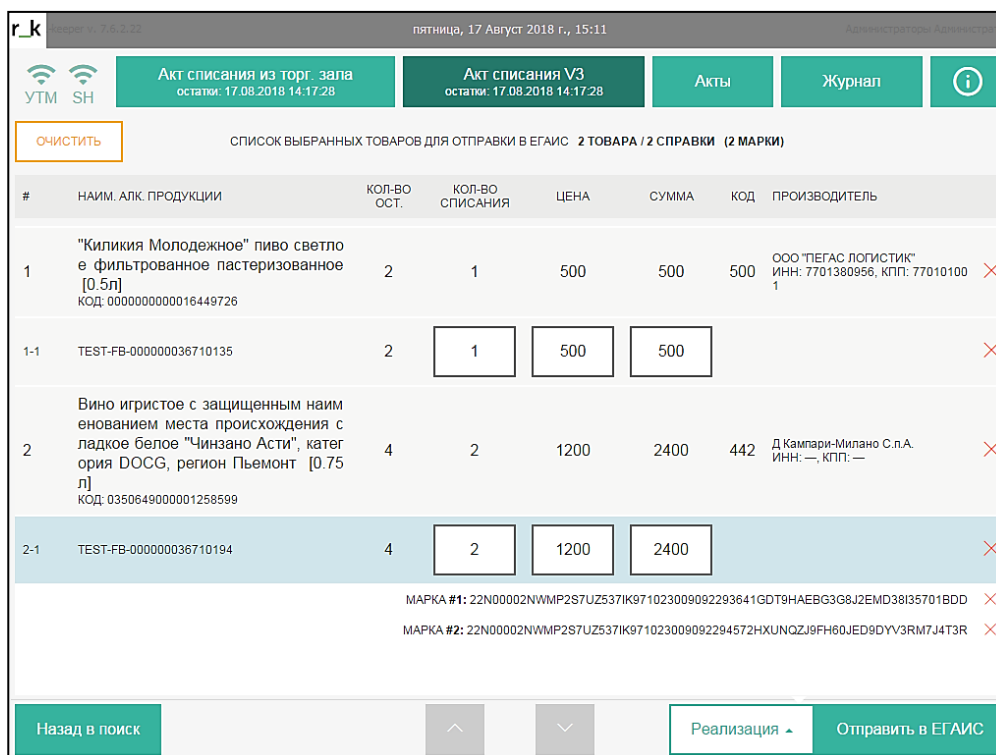 r_k keeper v. 7.6.2.22 пятница, 17 Август 2018 г., 15:11 Администраторы Администра
УТМ SH Акт списания из торг. зала Акт списания V3 Акты Журнал
остатки: 17.08.2018 14:17:28 остатки: 17.08.2018 14:17:28
ОЧИСТИТЬ СПИСОК ВЫБРАННЫХ ТОВАРОВ ДЛЯ ОТПРАВКИ В ЕГАИС 2 ТОВАРА / 2 СПРАВКИ (2 МАРКИ)
# НАИМ. АЛК. ПРОДУКЦИИ КОЛ-ВО ОСТ. КОЛ-ВО СПИСАНИЯ ЦЕНА СУММА КОД ПРОИЗВОДИТЕЛЬ
"Киликия Молодежное" пиво светло
е фильтрованное пастеризованное
[0.5л]
КОД: 0000000000016449726
1 2 1 500 500 500
ООО "ПЕГАС ЛОГИСТИК"
ИНН: 7701380956, КПП: 77010100
1
1-1 TEST-FB-000000036710135 2 1 500 500
Вино игристое с защищенным наим
енованием места происхождения с
ладкое белое "Чинзано Асти", катег
ория DOCG, регион Пьемонт [0.75
л]
КОД: 0350649000001258599
2 4 2 1200 2400 442
Д Кампари-Милано С.п.А.
ИНН: —, КПП: —
2-1 TEST-FB-000000036710194 4 2 1200 2400
МАРКА #1: 22N00002NWMP2S7UZ537IK971023009092293641GDT9HAEBG3G8J2EMD38I35701BDD
МАРКА #2: 22N00002NWMP2S7UZ537IK971023009092294572HXUNQZJ9FH60JED9DYV3RM7J4T3R
Назад в поиск Реализация Отправить в ЕГАИС